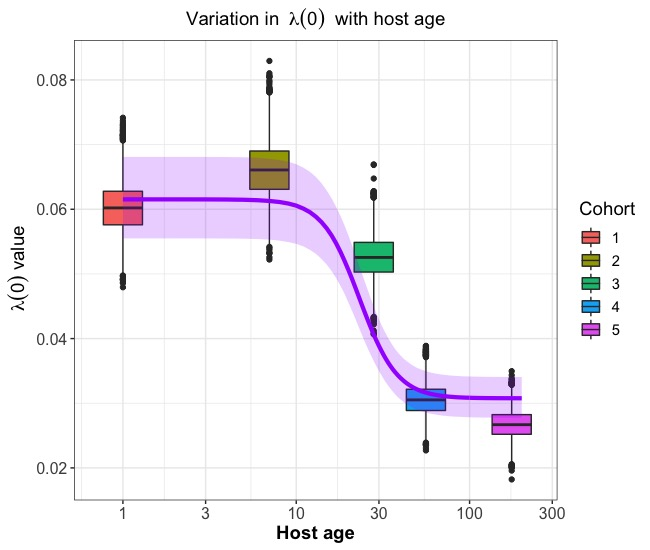 Variation in λ(0) with host age
λ(0) value
0.08
0.06
0.04
0.02
1 3 10 30 100 300
Host age
Cohort
1
2
3
4
5